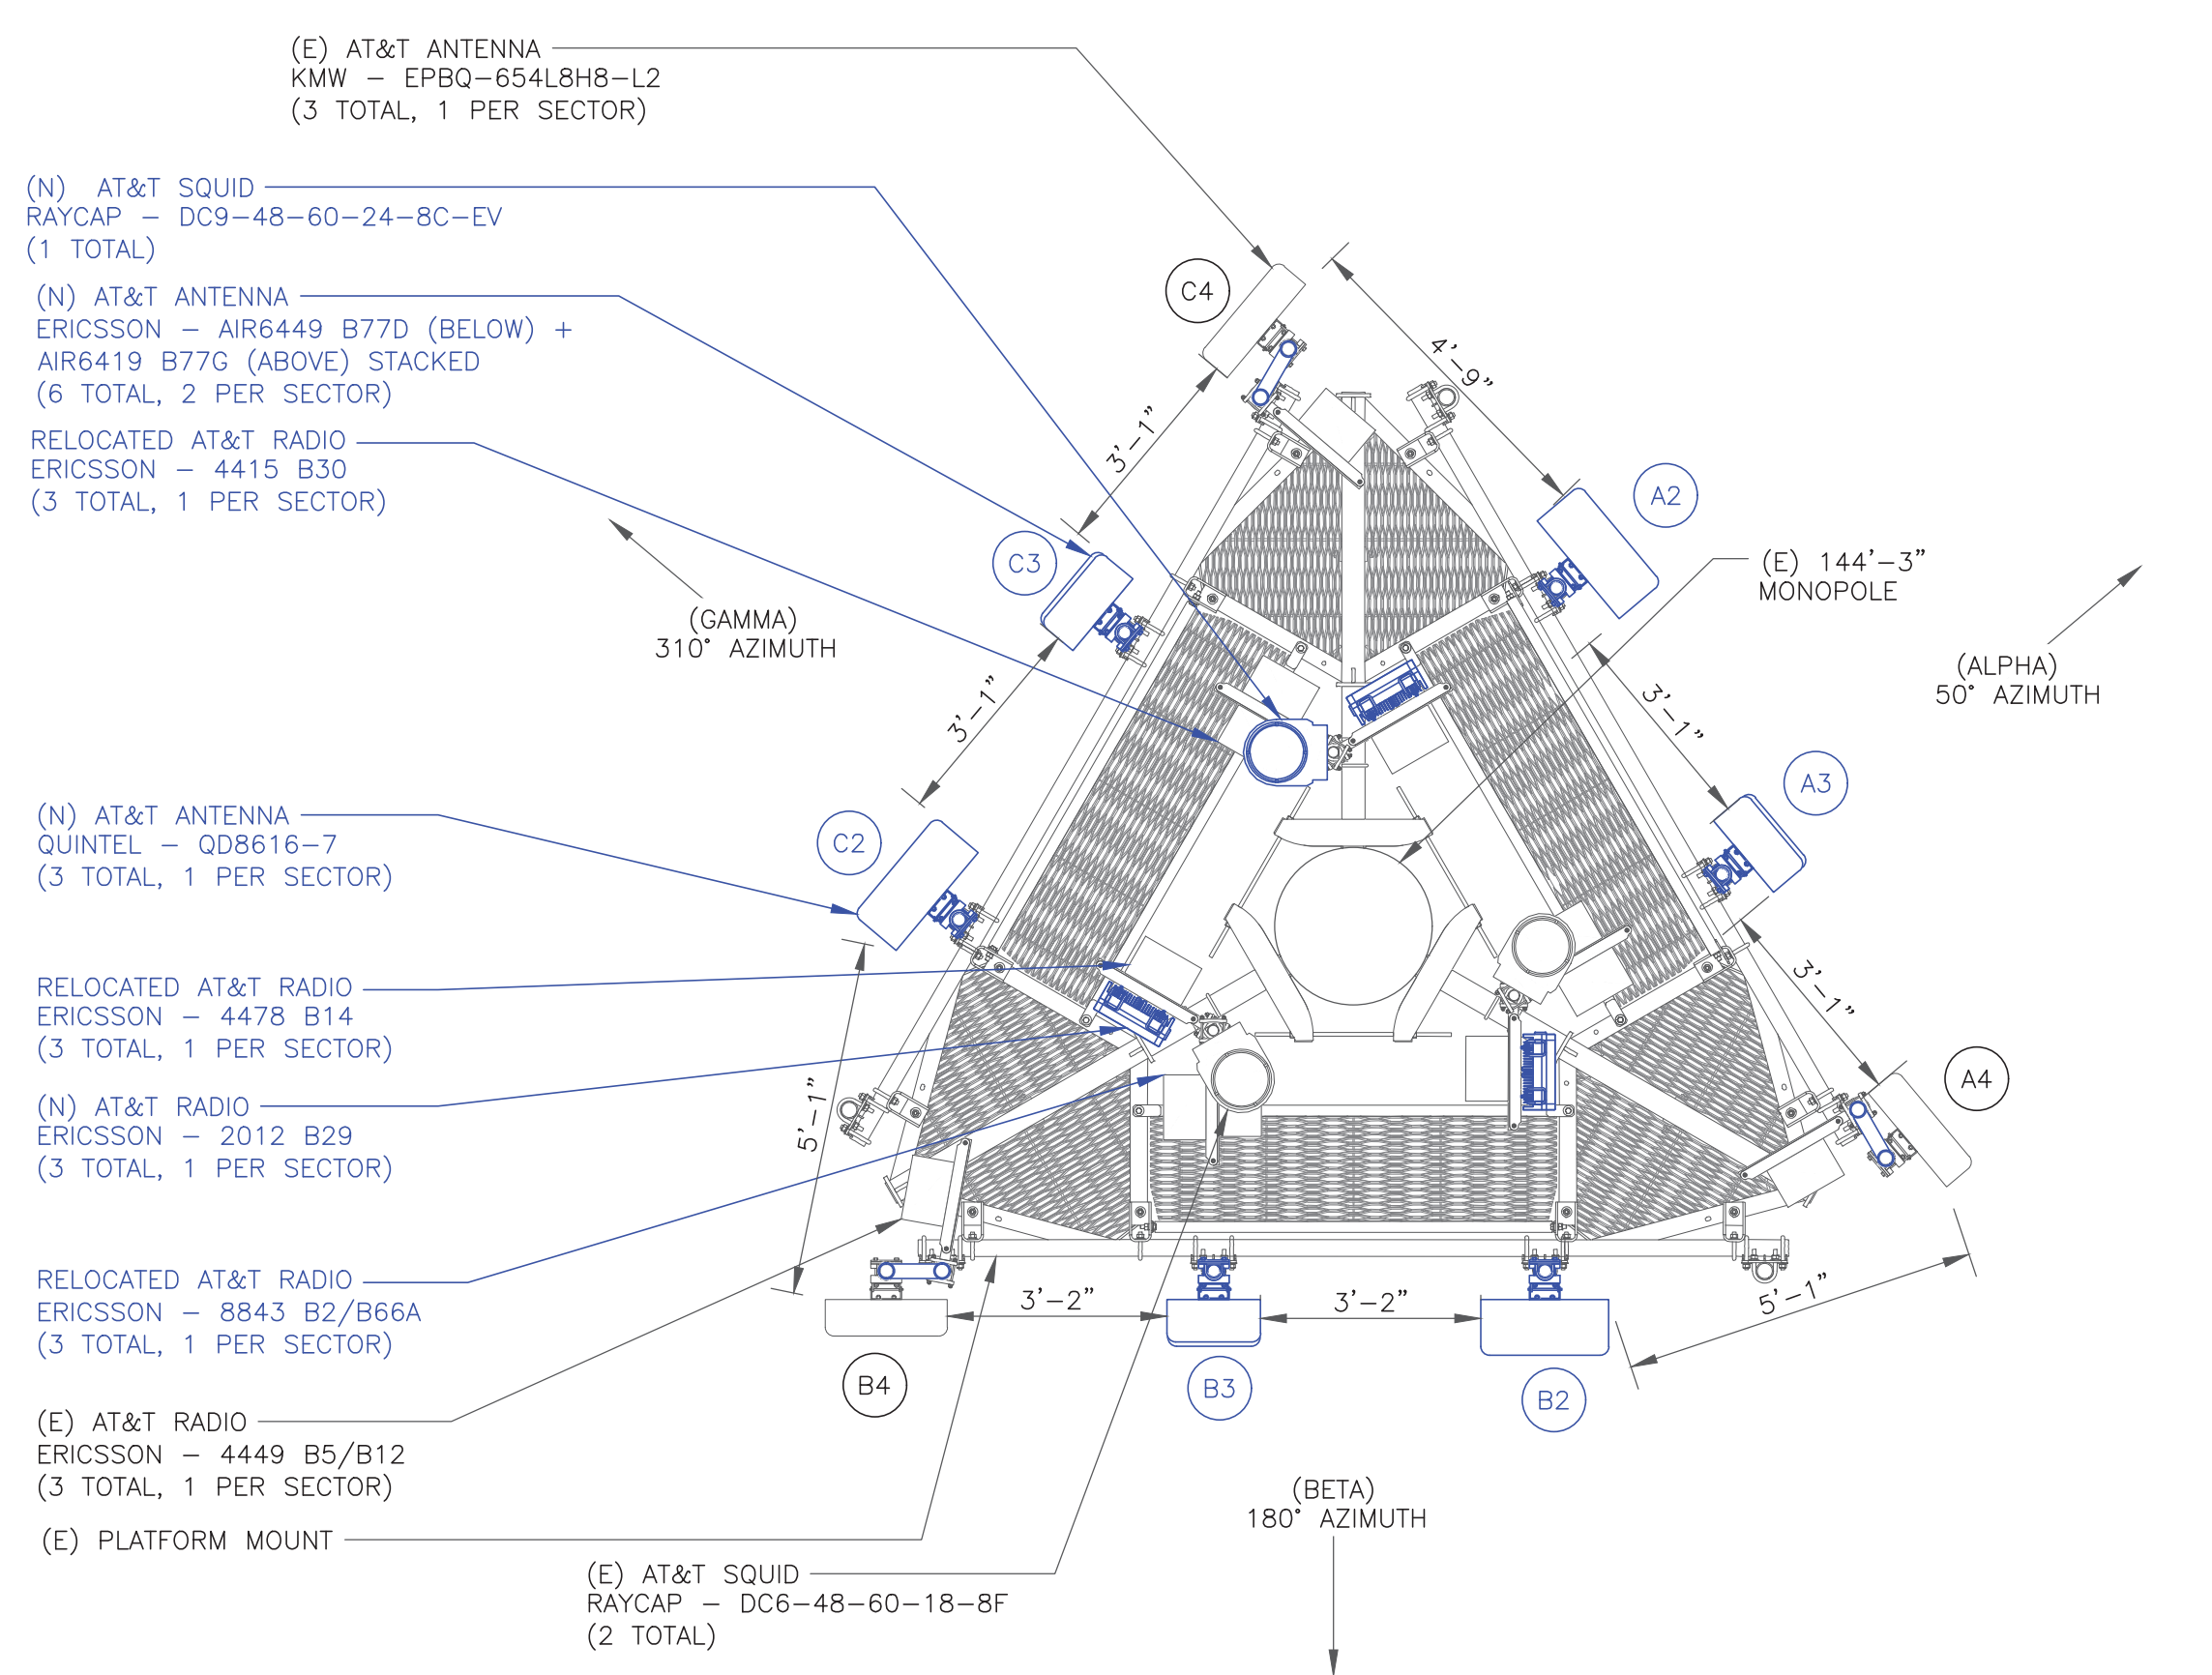 (E) AT&T ANTENNA
KMW - EPBQ-654L8H8-L2
(3 TOTAL, 1 PER SECTOR)
(N) AT&T SQUID
RAYCAP - DC9-48-60-24-8C-EV
(1 TOTAL)
(N) AT&T ANTENNA
ERICSSON - AIR6449 B77D (BELOW) +
AIR6419 B77G (ABOVE) STACKED
(6 TOTAL, 2 PER SECTOR)
RELOCATED AT&T RADIO
ERICSSON - 4415 B30
(3 TOTAL, 1 PER SECTOR)
C4
4'-9"
3'-1"
A2
C3
(GAMMA)
310° AZIMUTH
(E) 144'-3"
MONOPOLE
(ALPHA)
50° AZIMUTH
3'-1"
3'-1"
A3
(N) AT&T ANTENNA
QUINTEL - QD8616-7
(3 TOTAL, 1 PER SECTOR)
C2
RELOCATED AT&T RADIO
ERICSSON - 4478 B14
(3 TOTAL, 1 PER SECTOR)
3'-1"
A4
5'-1"
(N) AT&T RADIO
ERICSSON - 2012 B29
(3 TOTAL, 1 PER SECTOR)
RELOCATED AT&T RADIO
ERICSSON - 8843 B2/B66A
(3 TOTAL, 1 PER SECTOR)
3'-2"
3'-2"
5'-1"
B4
B3
B2
(E) AT&T RADIO
ERICSSON - 4449 B5/B12
(3 TOTAL, 1 PER SECTOR)
(E) PLATFORM MOUNT
(BETA)
180° AZIMUTH
(E) AT&T SQUID
RAYCAP - DC6-48-60-18-8F
(2 TOTAL)